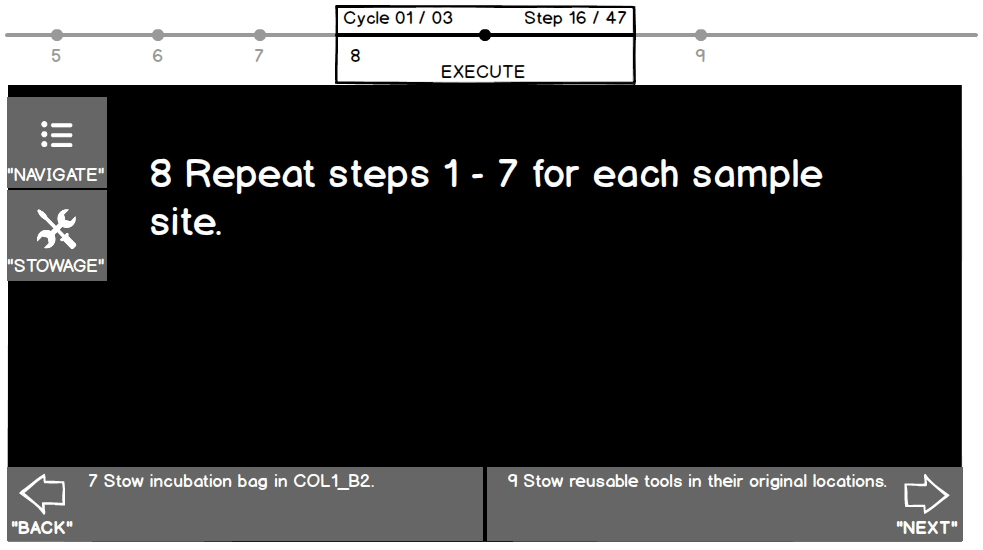 Cycle 01 / 03 Step 16 / 47
5 6 7 8 9
EXECUTE
"NAVIGATE"
"STOWAGE"
8 Repeat steps 1 - 7 for each sample
site.
7 Stow incubation bag in COL1_B2.
"BACK"
9 Stow reusable tools in their original locations.
"NEXT"